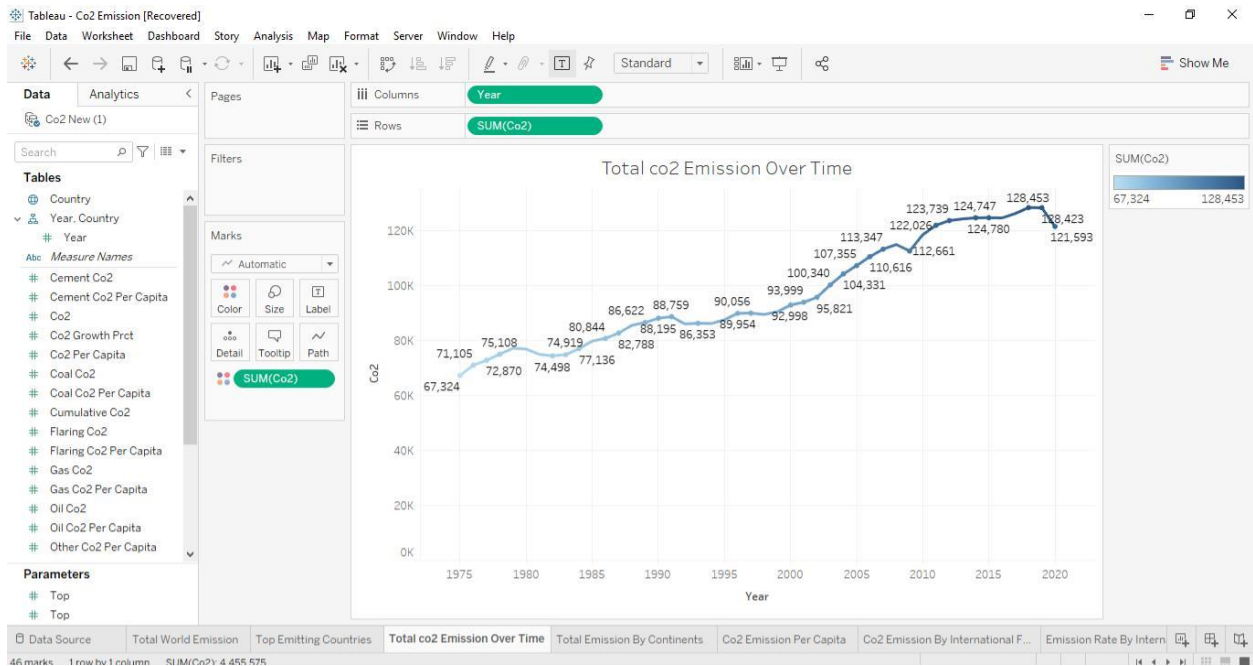 Tableau - Co2 Emission [Recovered]
File Data Worksheet Dashboard Story Analysis Map Format Server Window Help
Standard
Show Me
Data Analytics
Co2 New (1)
Search
Tables
Country
Year, Country
# Year
Abc Measure Names
# Cement Co2
# Cement Co2 Per Capita
# Co2
# Co2 Growth Prct
# Co2 Per Capita
# Coal Co2
# Coal Co2 Per Capita
# Cumulative Co2
# Flaring Co2
# Flaring Co2 Per Capita
# Gas Co2
# Gas Co2 Per Capita
# Oil Co2
# Oil Co2 Per Capita
# Other Co2 Per Capita
Parameters
# Top
# Top
Pages
Filters
Marks
Automatic
Color Size Label
Detail Tooltip Path
SUM(Co2)
Columns Year
Rows SUM(Co2)
Total co2 Emission Over Time
Co2
120K
100K
80K
60K
40K
20K
0K
67,324
71,105
72,870
75,108
74,498
74,919
77,136
80,844
82,788
86,622
88,195
88,759
86,353
90,056
89,954
92,998
93,999
95,821
100,340
104,331
107,355
110,616
113,347
112,661
122,026
123,739
124,747
124,780
128,453
128,423
121,593
1975 1980 1985 1990 1995 2000 2005 2010 2015 2020
Year
SUM(Co2)
67,324 128,453
Data Source Total World Emission Top Emitting Countries Total co2 Emission Over Time Total Emission By Continents Co2 Emission Per Capita Co2 Emission By International F... Emission Rate By Intern
46 marks 1 row by 1 column SUM(Co2): 4,455,575